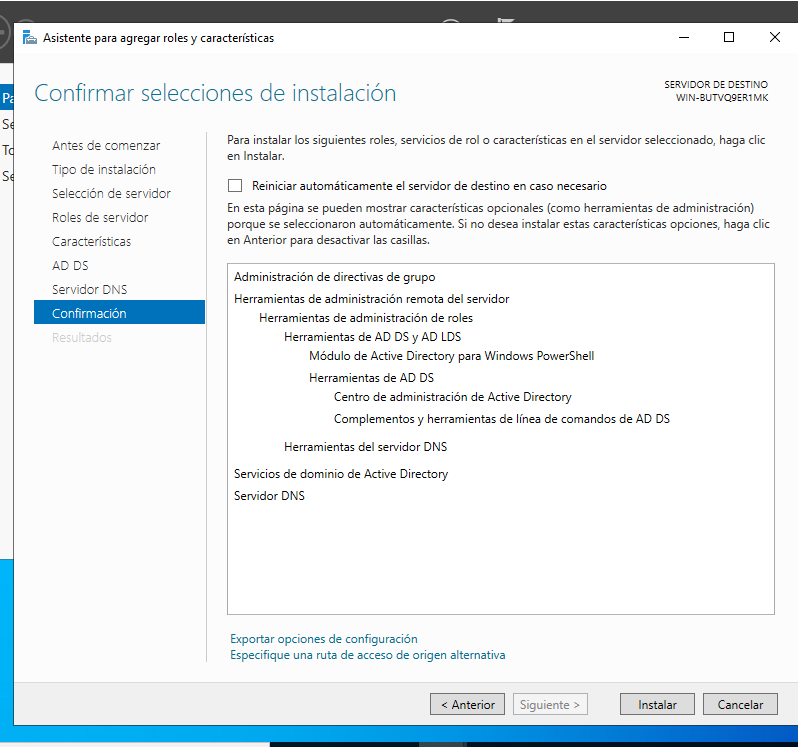 Asistente para agregar roles y características
Confirmar selecciones de instalación
SERVIDOR DE DESTINO
WIN-BUTVQ9ER1MK
Antes de comenzar
Tipo de instalación
Selección de servidor
Roles de servidor
Características
AD DS
Servidor DNS
Confirmación
Resultados
Para instalar los siguientes roles, servicios de rol o características en el servidor seleccionado, haga clic
en Instalar.
Reiniciar automáticamente el servidor de destino en caso necesario
En esta página se pueden mostrar características opcionales (como herramientas de administración)
porque se seleccionaron automáticamente. Si no desea instalar estas características opciones, haga clic
en Anterior para desactivar las casillas.
Administración de directivas de grupo
Herramientas de administración remota del servidor
Herramientas de administración de roles
Herramientas de AD DS y AD LDS
Módulo de Active Directory para Windows PowerShell
Herramientas de AD DS
Centro de administración de Active Directory
Complementos y herramientas de línea de comandos de AD DS
Herramientas del servidor DNS
Servicios de dominio de Active Directory
Servidor DNS
Exportar opciones de configuración
Especifique una ruta de acceso de origen alternativa
< Anterior
Siguiente >
Instalar
Cancelar